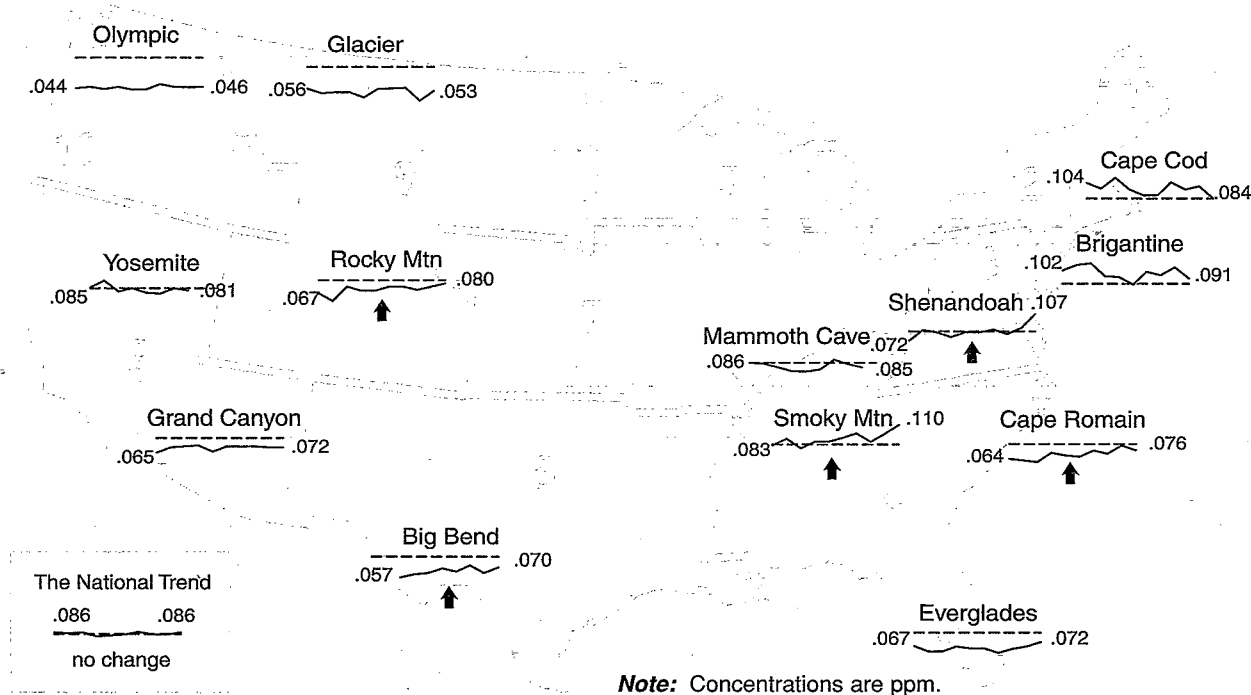 Olympic
.044 .046
Glacier
.056 .053
Cape Cod
.104 .084
Yosemite
.085 .081
Rocky Mtn
.067 .080
Brigantine
.102 .091
Shenandoah
.072 .107
Mammoth Cave
.086 .085
Grand Canyon
.065 .072
Smoky Mtn
.083 .110
Cape Romain
.064 .076
Big Bend
.057 .070
The National Trend
.086 .086
no change
Everglades
.067 .072
Note: Concentrations are ppm.